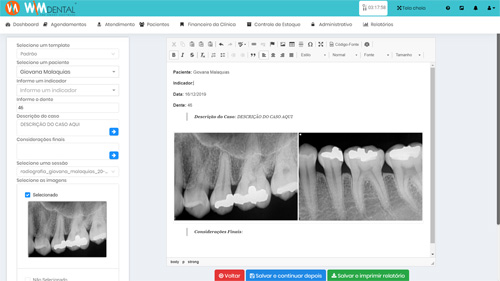 WMDENTAL
03:17:58
Tela cheia
Dashboard Agendamentos Atendimento Pacientes Financeiro da Clínica Controle de Estoque Administrativo Relatórios
Selecione um template
Padrão
Selecione um paciente
Giovana Malaquias
Informe um indicador
Informe um indicador
Informe o dente
46
Descrição do caso
DESCRIÇÃO DO CASO AQUI
Considerações finais
Selecione uma sessão
radiografia_giovana_malaquias_20-
Selecione as imagens
Selecionado
Não Selecionado
Código-Fonte
B I S Estilo Normal Fonte Tamanho
Paciente: Giovana Malaquias
Indicador:
Data: 16/12/2019
Dente: 46
Descrição do Caso: DESCRIÇÃO DO CASO AQUI
Considerações Finais
body p strong
Voltar Salvar e continuar depois Salvar e imprimir relatório